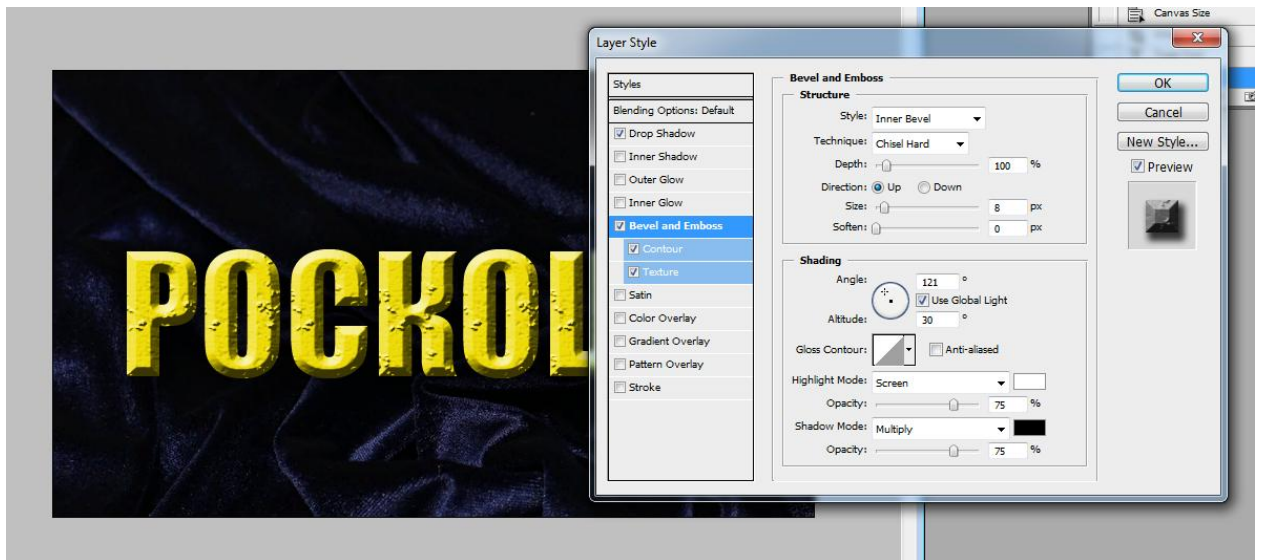 Canvas Size
Layer Style
Styles
Blending Options: Default
Drop Shadow
Inner Shadow
Outer Glow
Inner Glow
Bevel and Emboss
Contour
Texture
Satin
Color Overlay
Gradient Overlay
Pattern Overlay
Stroke
Bevel and Emboss
Structure
Style: Inner Bevel
Technique: Chisel Hard
Depth: 100 %
Direction: Up Down
Size: 8 px
Soften: 0 px
Shading
Angle: 121 °
Use Global Light
Altitude: 30 °
Gloss Contour: Anti-aliased
Highlight Mode: Screen
Opacity: 75 %
Shadow Mode: Multiply
Opacity: 75 %
OK
Cancel
New Style...
Preview
POCKOL